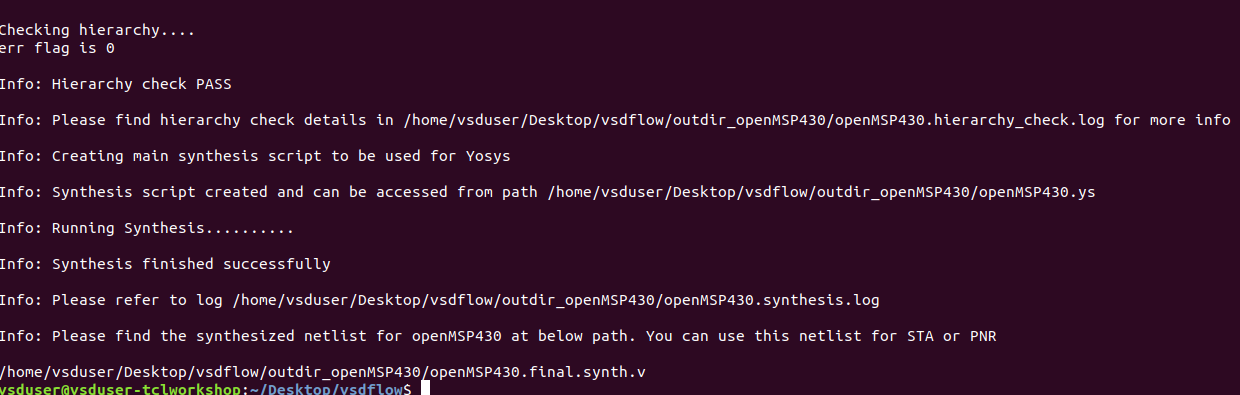 Checking hierarchy....
err flag is 0
Info: Hierarchy check PASS
Info: Please find hierarchy check details in /home/vsduser/Desktop/vsdflow/outdir_openMSP430/openMSP430.hierarchy_check.log for more info
Info: Creating main synthesis script to be used for Yosys
Info: Synthesis script created and can be accessed from path /home/vsduser/Desktop/vsdflow/outdir_openMSP430/openMSP430.ys
Info: Running Synthesis..........
Info: Synthesis finished successfully
Info: Please refer to log /home/vsduser/Desktop/vsdflow/outdir_openMSP430/openMSP430.synthesis.log
Info: Please find the synthesized netlist for openMSP430 at below path. You can use this netlist for STA or PNR
/home/vsduser/Desktop/vsdflow/outdir_openMSP430/openMSP430.final.synth.v
vsduser@vsduser-tclworkshop:~/Desktop/vsdflow$